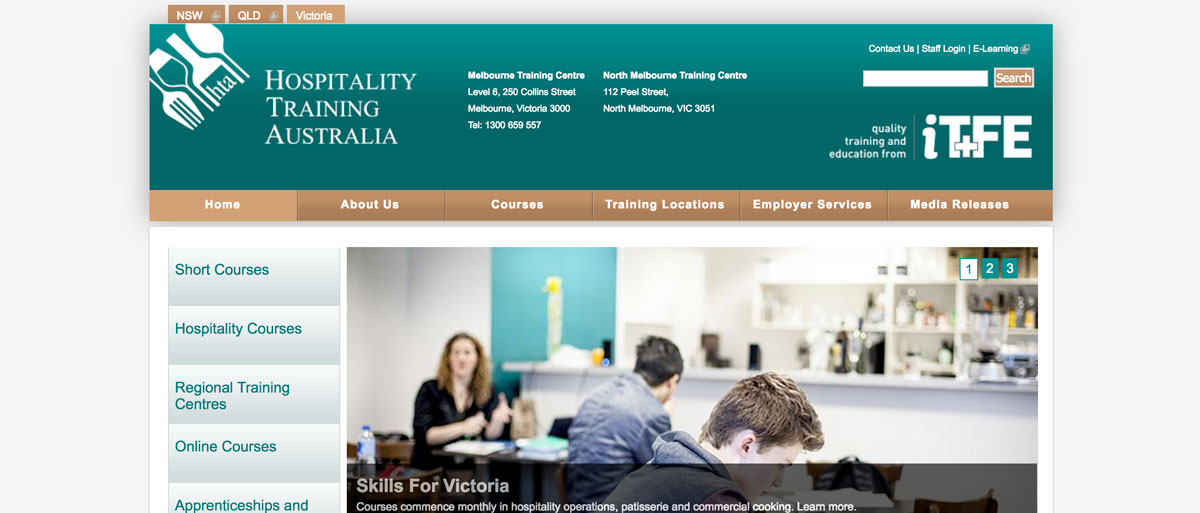 NSW
QLD
Victoria
hta
HOSPITALITY
TRAINING
AUSTRALIA
Melbourne Training Centre
Level 6, 250 Collins Street
Melbourne, Victoria 3000
Tel: 1300 659 557
North Melbourne Training Centre
112 Peel Street,
North Melbourne, VIC 3051
Contact Us | Staff Login | E-Learning
Search
quality
training and
education from
iTFE
Home
About Us
Courses
Training Locations
Employer Services
Media Releases
Short Courses
Hospitality Courses
Regional Training
Centres
Online Courses
Apprenticeships and
1 2 3
Skills For Victoria
Courses commence monthly in hospitality operations, patisserie and commercial cooking. Learn more.